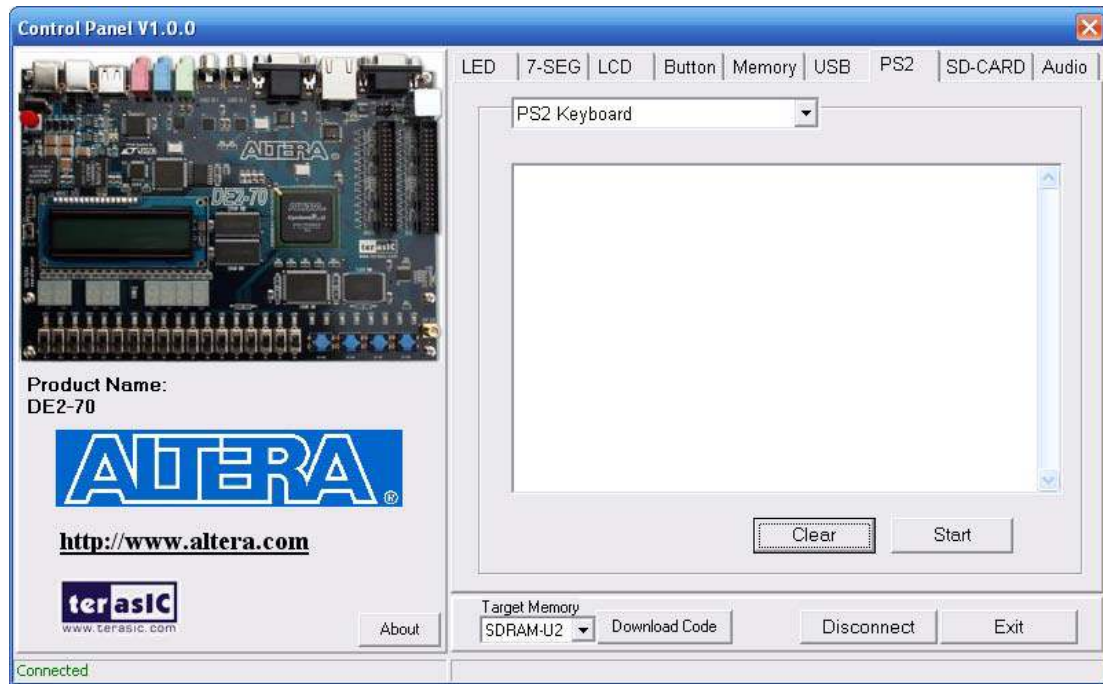 Control Panel V1.0.0
LED 7-SEG LCD Button Memory USB PS2 SD-CARD Audio
PS2 Keyboard
ALTERA
DE2-70
terasIC
Product Name:
DE2-70
ALTERA®
http://www.altera.com
terasIC
www.terasic.com
About
Clear Start
Target Memory
SDRAM-U2 Download Code Disconnect Exit
Connected